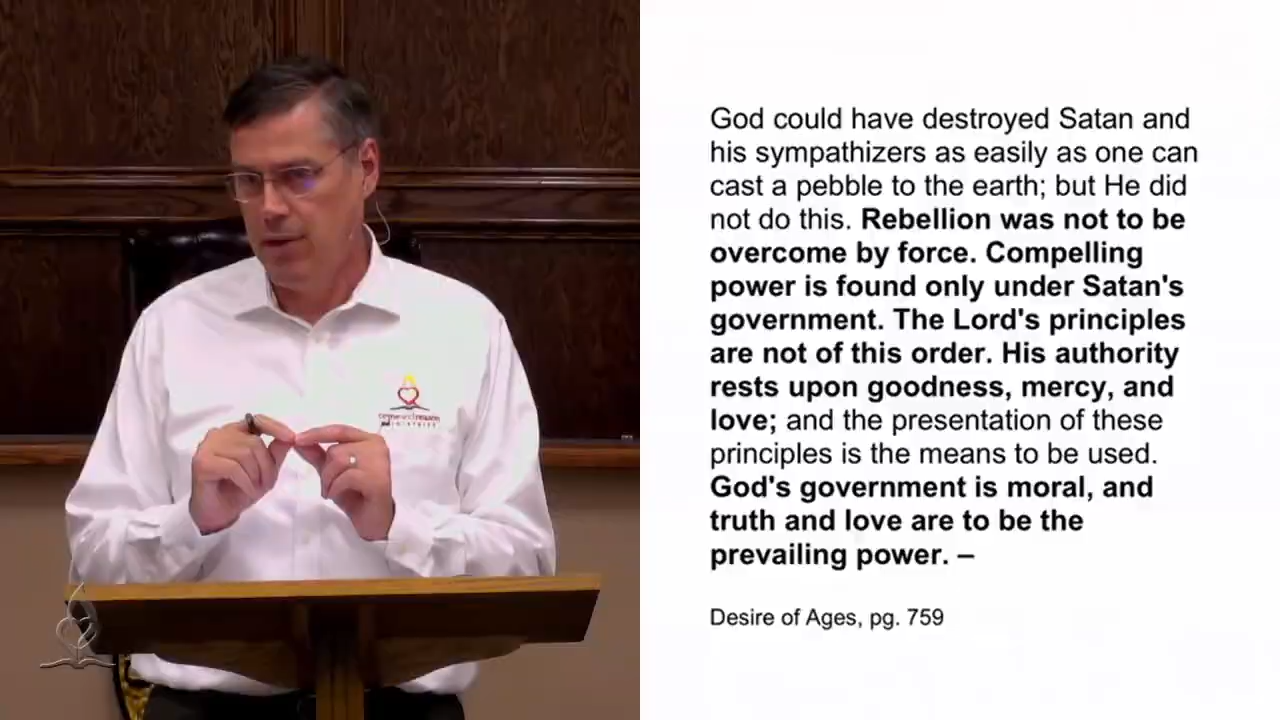 God could have destroyed Satan and
his sympathizers as easily as one can
cast a pebble to the earth; but He did
not do this. Rebellion was not to be
overcome by force. Compelling
power is found only under Satan's
government. The Lord's principles
are not of this order. His authority
rests upon goodness, mercy, and
love; and the presentation of these
principles is the means to be used.
God's government is moral, and
truth and love are to be the
prevailing power. –
Desire of Ages, pg. 759